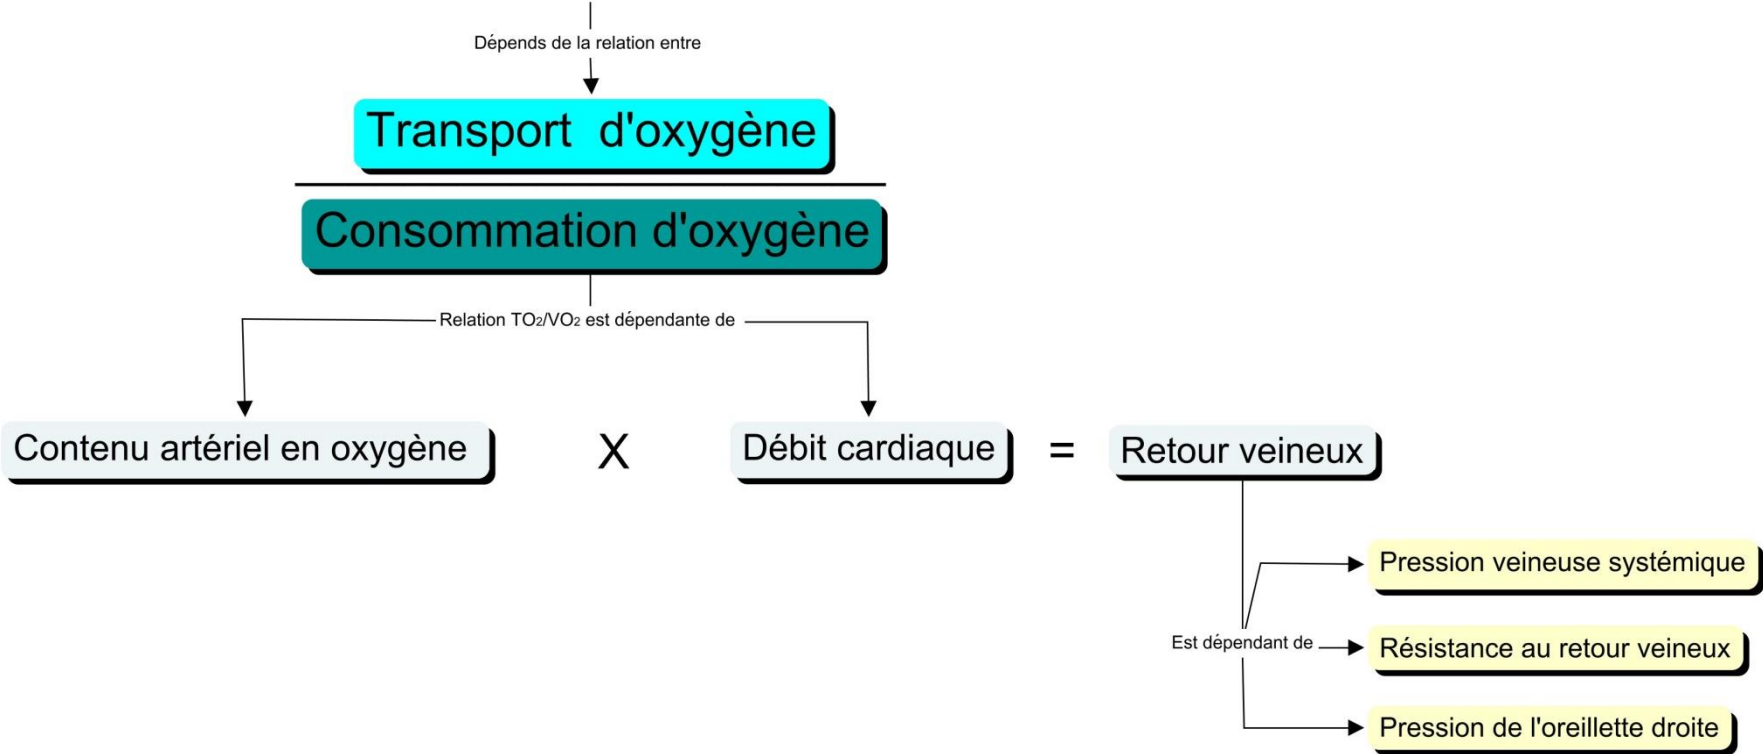 Dépends de la relation entre
Transport d'oxygène
Consommation d'oxygène
Relation TO₂/VO₂ est dépendante de
Contenu artériel en oxygène X Débit cardiaque = Retour veineux
Pression veineuse systémique
Est dépendant de
Résistance au retour veineux
Pression de l'oreillette droite